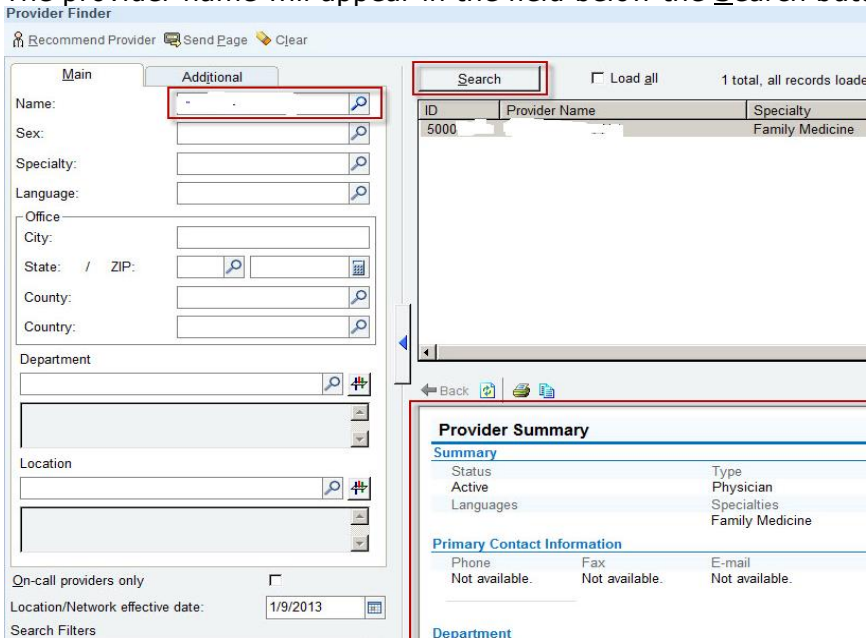 The provider name will appear in the field below the Search
Provider Finder
Recommend Provider Send Page Clear
Main Additional
Name:
Sex:
Specialty:
Language:
Office
City:
State: / ZIP:
County:
Country:
Department
Location
On-call providers only
Location/Network effective date: 1/9/2013
Search Filters
Search Load all 1 total, all records loade
ID Provider Name Specialty
5000 Family Medicine
Back
Provider Summary
Summary
Status Type
Active Physician
Languages Specialties
Family Medicine
Primary Contact Information
Phone Fax E-mail
Not available. Not available. Not available.
Department